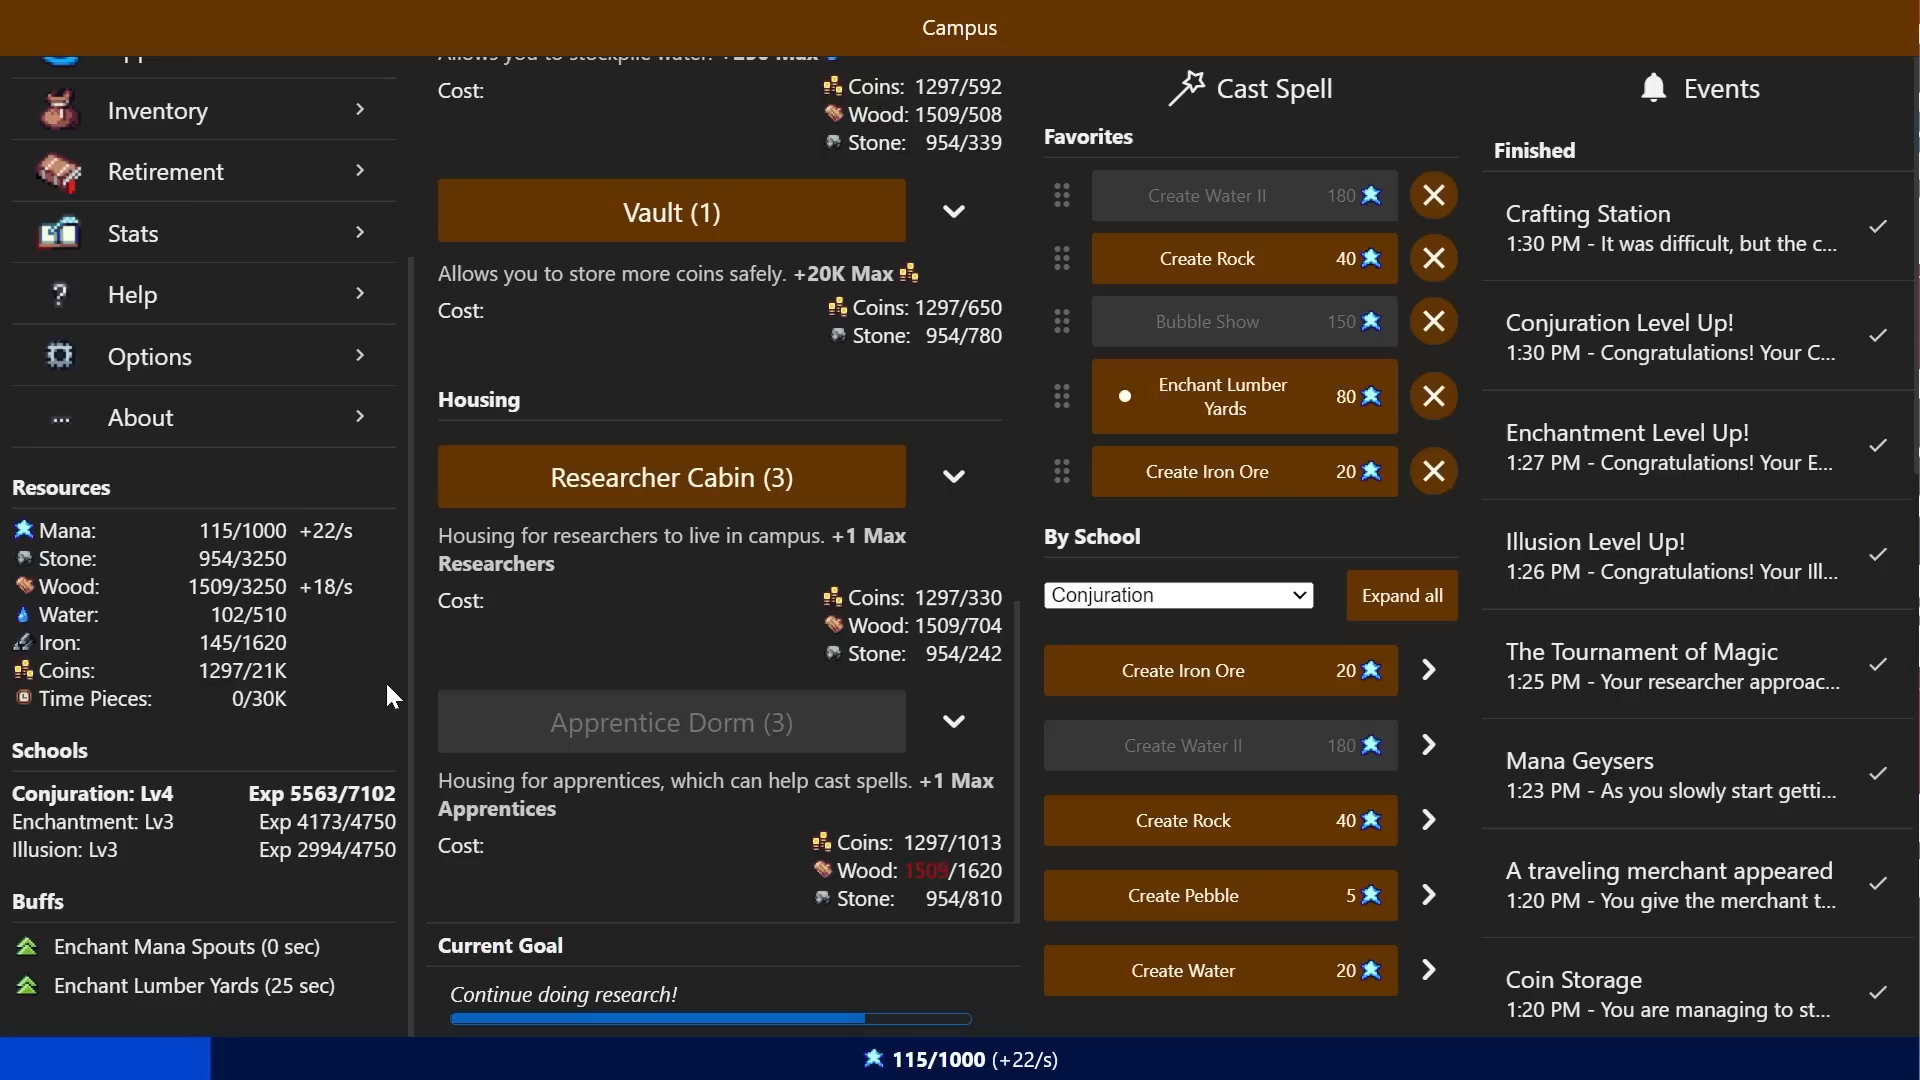 Campus
Inventory
Retirement
Stats
Help
Options
About
Resources
Mana: 115/1000 +22/s
Stone: 954/3250
Wood: 1509/3250 +18/s
Water: 102/510
Iron: 145/1620
Coins: 1297/21K
Time Pieces: 0/30K
Schools
Conjuration: Lv4 Exp 5563/7102
Enchantment: Lv3 Exp 4173/4750
Illusion: Lv3 Exp 2994/4750
Buffs
Enchant Mana Spouts (0 sec)
Enchant Lumber Yards (25 sec)
Allows you to stockpile water. +250 Max
Cost:
Coins: 1297/592
Wood: 1509/508
Stone: 954/339
Vault (1)
Allows you to store more coins safely. +20K Max
Cost:
Coins: 1297/650
Stone: 954/780
Housing
Researcher Cabin (3)
Housing for researchers to live in campus. +1 Max
Researchers
Cost:
Coins: 1297/330
Wood: 1509/704
Stone: 954/242
Apprentice Dorm (3)
Housing for apprentices, which can help cast spells. +1 Max
Apprentices
Cost:
Coins: 1297/1013
Wood: 1509/1620
Stone: 954/810
Current Goal
Continue doing research!
Cast Spell
Favorites
Create Water II 180
Create Rock 40
Bubble Show 150
Enchant Lumber
Yards 80
Create Iron Ore 20
By School
Conjuration
Expand all
Create Iron Ore 20
Create Water II 180
Create Rock 40
Create Pebble 5
Create Water 20
Events
Finished
Crafting Station
1:30 PM - It was difficult, but the c...
Conjuration Level Up!
1:30 PM - Congratulations! Your C...
Enchantment Level Up!
1:27 PM - Congratulations! Your E...
Illusion Level Up!
1:26 PM - Congratulations! Your Ill...
The Tournament of Magic
1:25 PM - Your researcher approac...
Mana Geysers
1:23 PM - As you slowly start getti...
A traveling merchant appeared
1:20 PM - You give the merchant t...
Coin Storage
1:20 PM - You are managing to st...
115/1000 (+22/s)